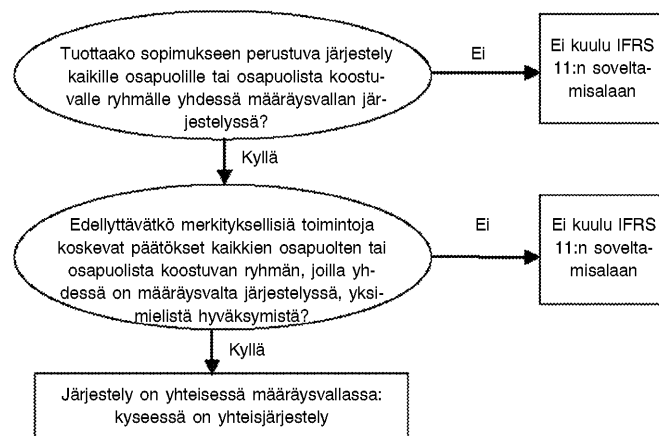 Tuottaako sopimukseen perustuva järjestely
kaikille osapuolille tai osapuolista koostu-
valle ryhmälle yhdessä määräysvallan jär-
jestelyssä?
Ei
Ei kuulu IFRS
11:n sovelta-
misalaan
Kyllä
Edellyttävätkö merkityksellisiä toimintoja
koskevat päätökset kaikkien osapuolten tai
osapuolista koostuvan ryhmän, joilla yh-
dessä on määräysvalta järjestelyssä, yksi-
mielistä hyväksymistä?
Ei
Ei kuulu IFRS
11:n sovelta-
misalaan
Kyllä
Järjestely on yhteisessä määräysvallassa:
kyseessä on yhteisjärjestely